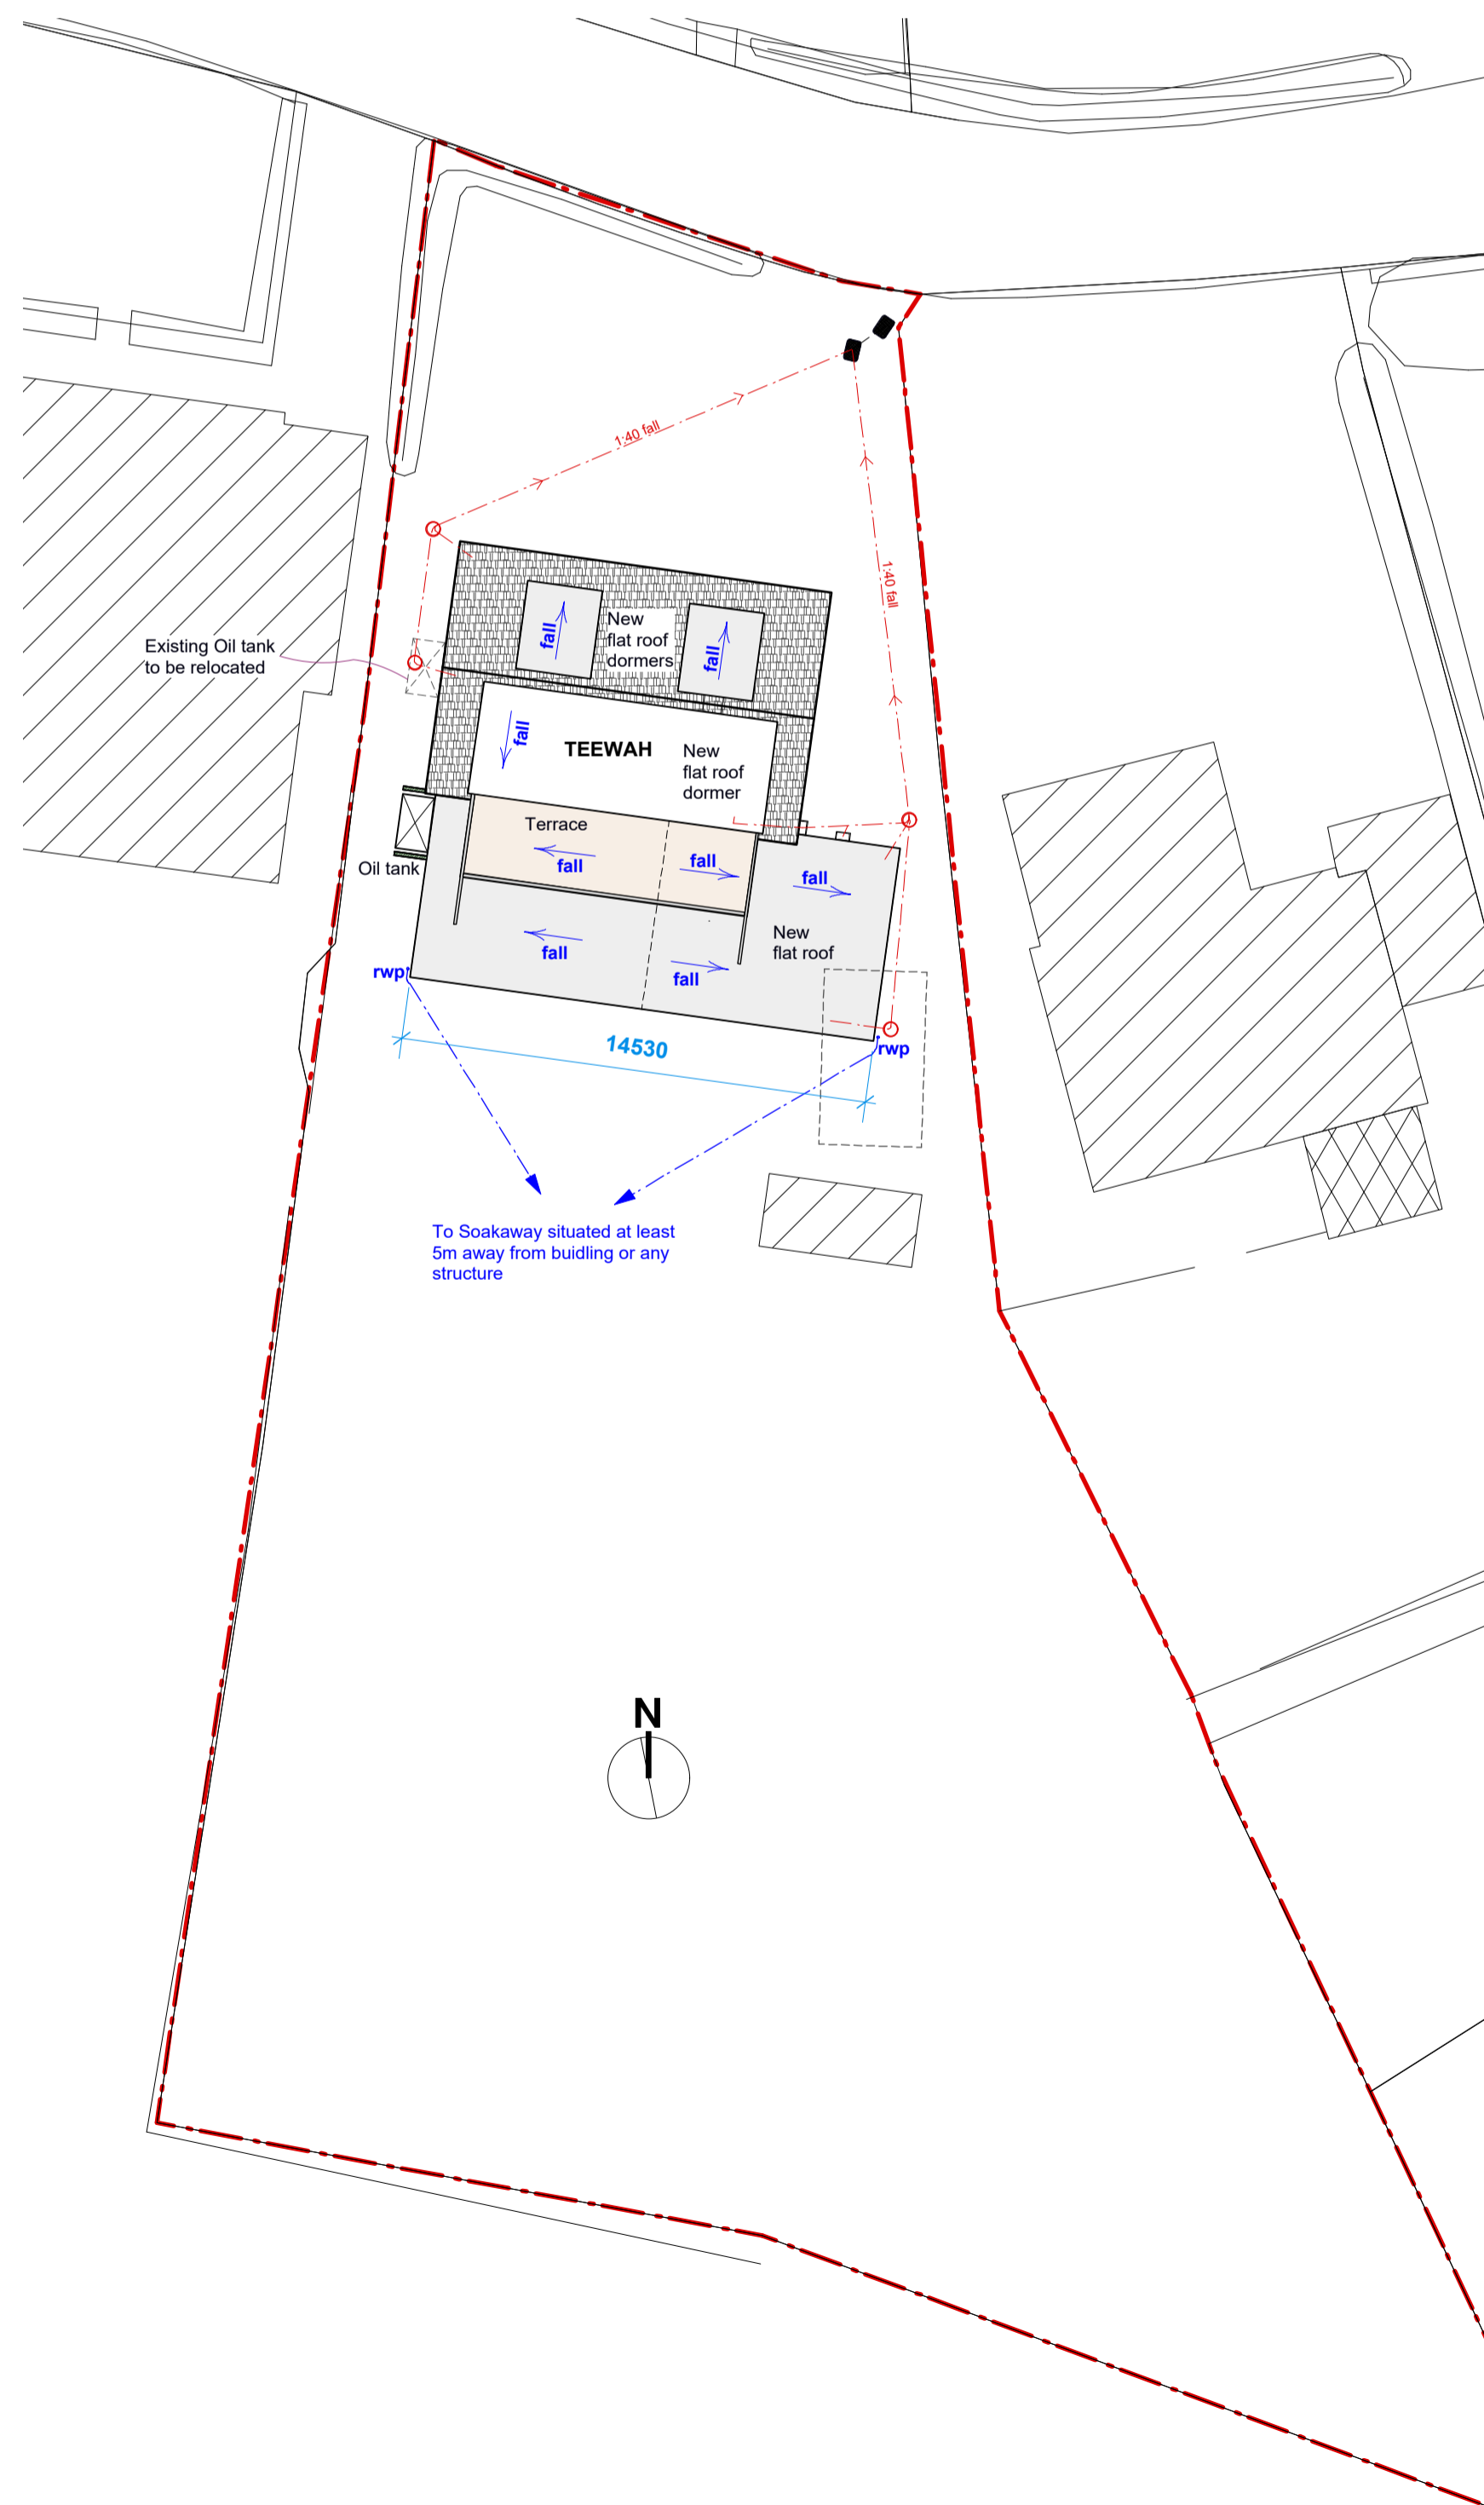 1:40 fall
1:40 fall
New
flat roof
dormers
fall
fall
Existing Oil tank
to be relocated
fall
TEEWAH
New
flat roof
dormer
Terrace
fall
fall
fall
Oil tank
New
flat roof
fall
fall
rwp
rwp
14530
To Soakaway situated at least
5m away from buidling or any
structure
N